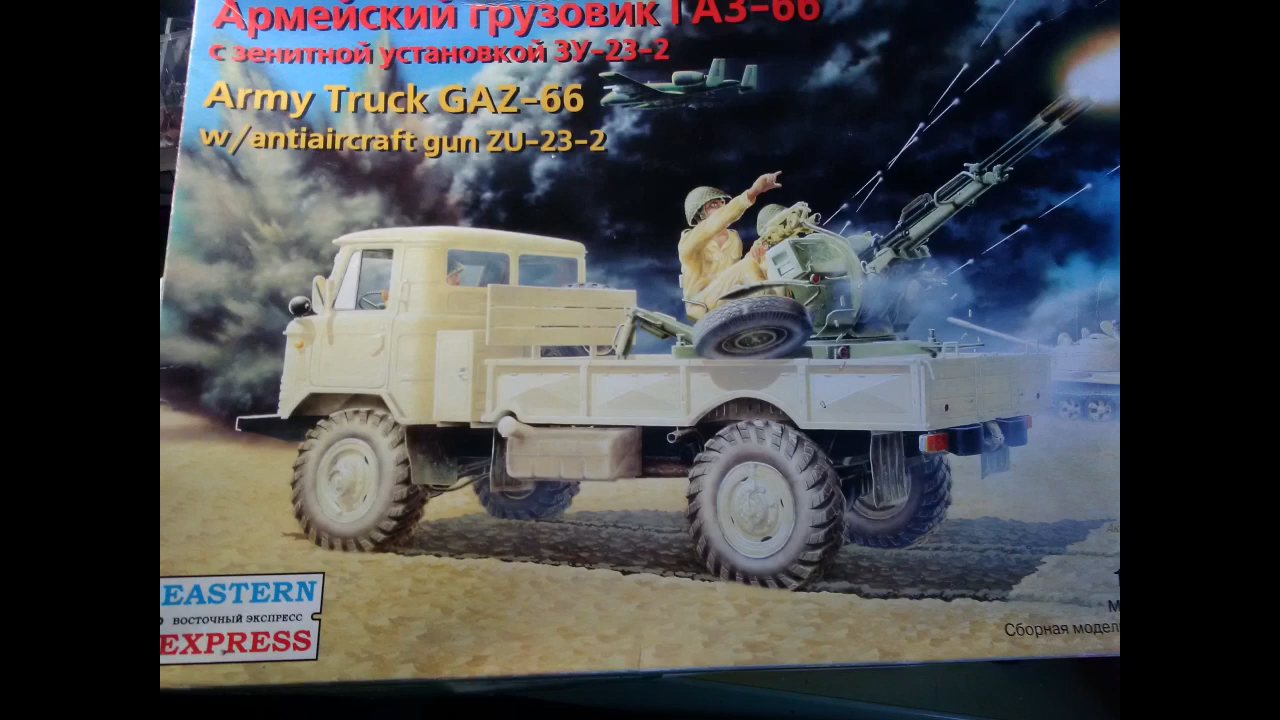 Армейский грузовик ГАЗ-66
с зенитной установкой ЗУ-23-2
Army Truck GAZ-66
w/antiaircraft gun ZU-23-2
EASTERN
ВОСТОЧНЫЙ ЭКСПРЕСС
EXPRESS
Сборная